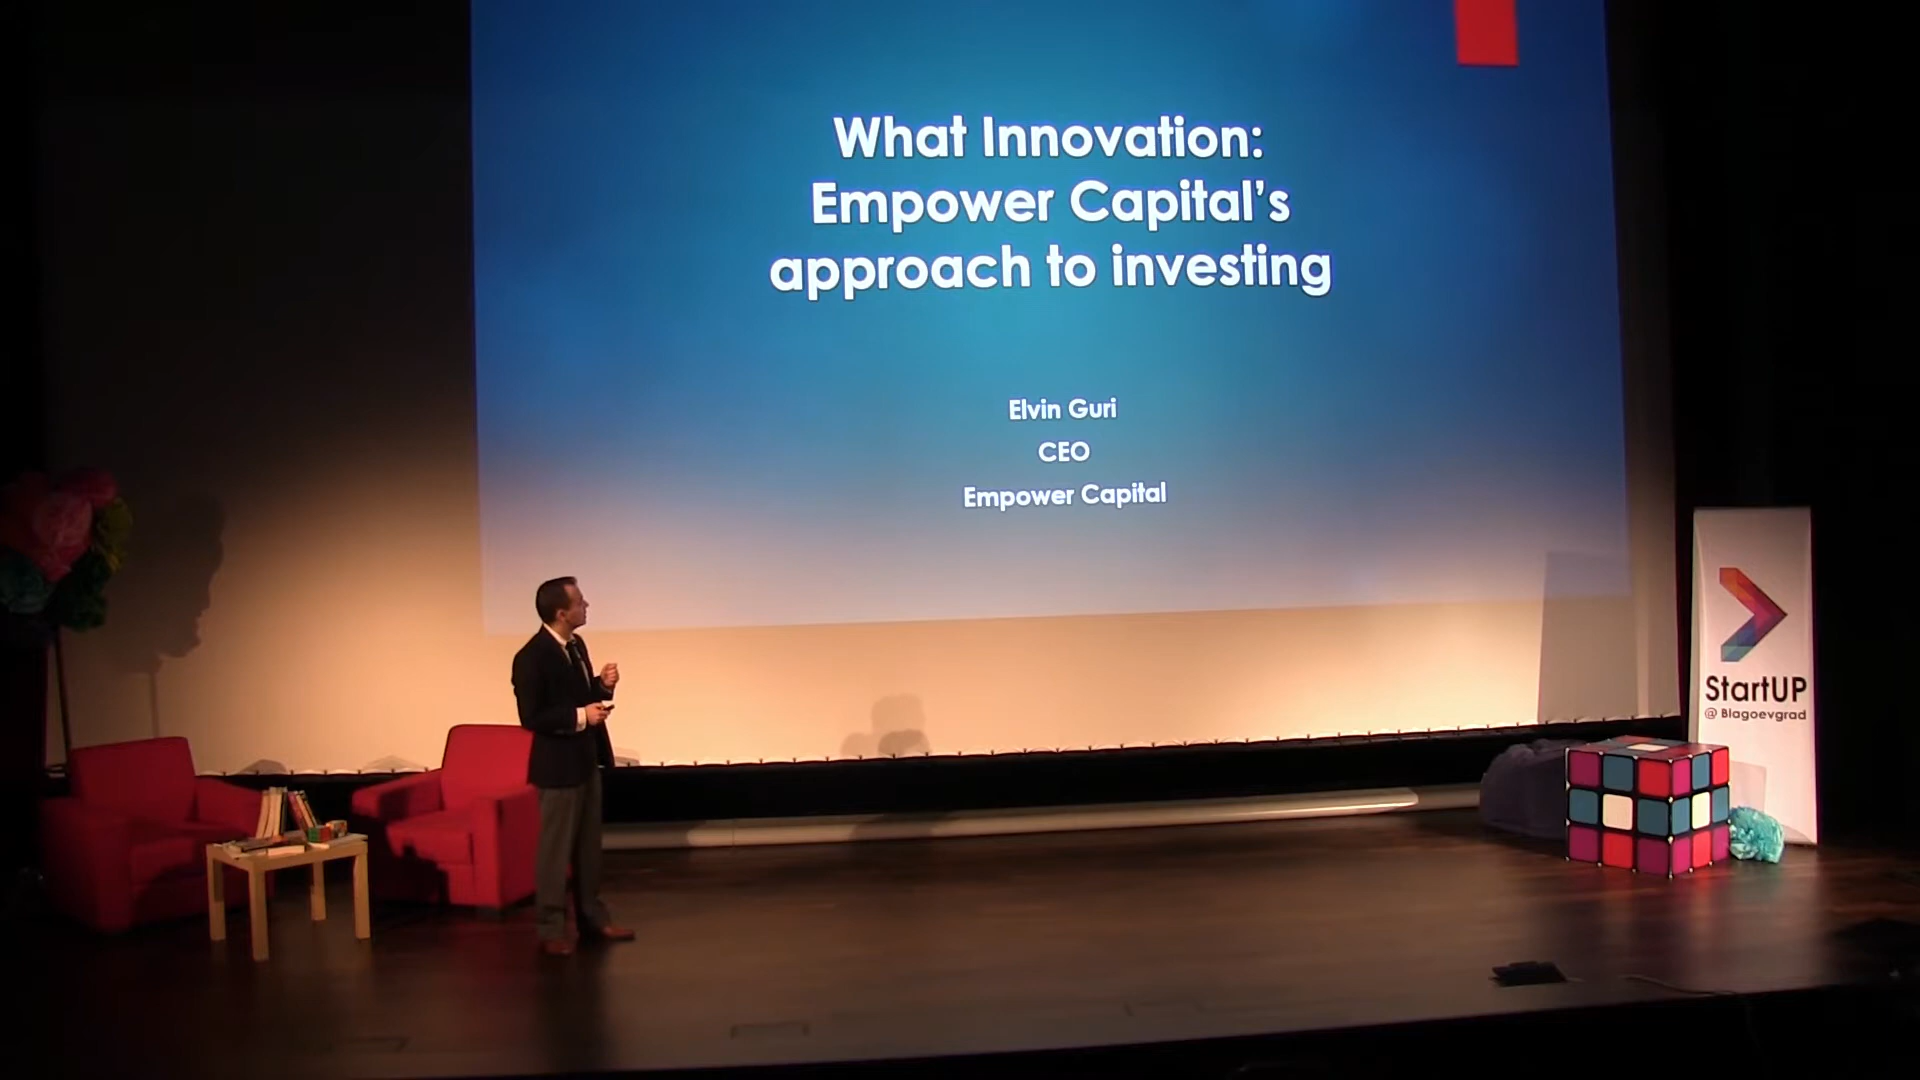 What Innovation:
Empower Capital’s
approach to investing
Elvin Guri
CEO
Empower Capital
StartUP
@ Blagoevgrad